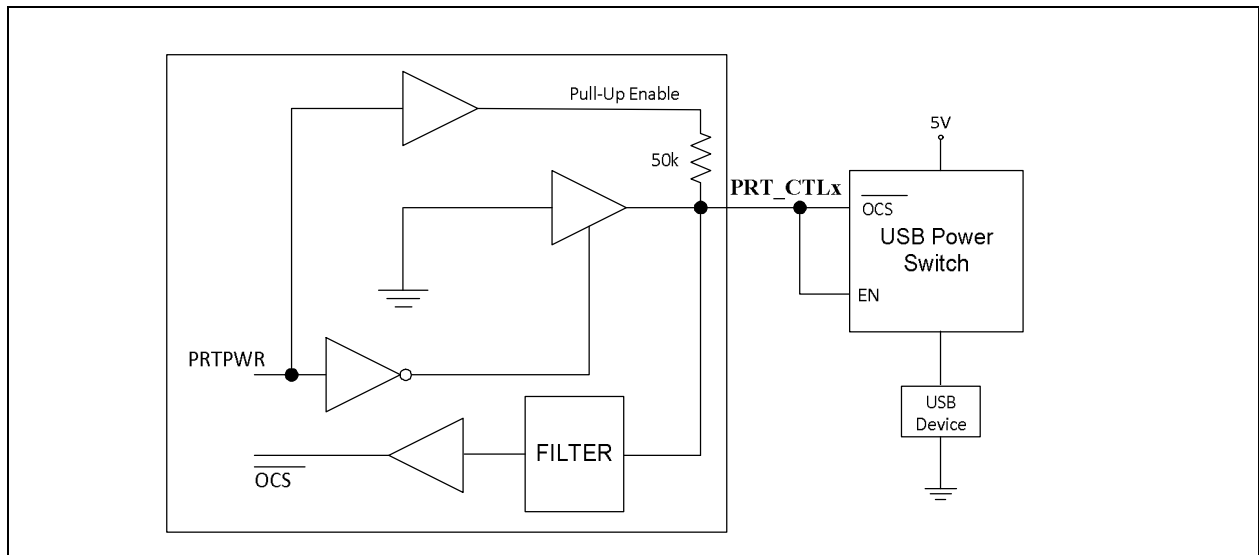 Pull-Up Enable
50k
PRT_CTLx
5V
OCS
USB Power
Switch
EN
PRTPWR
FILTER
OCS
USB
Device